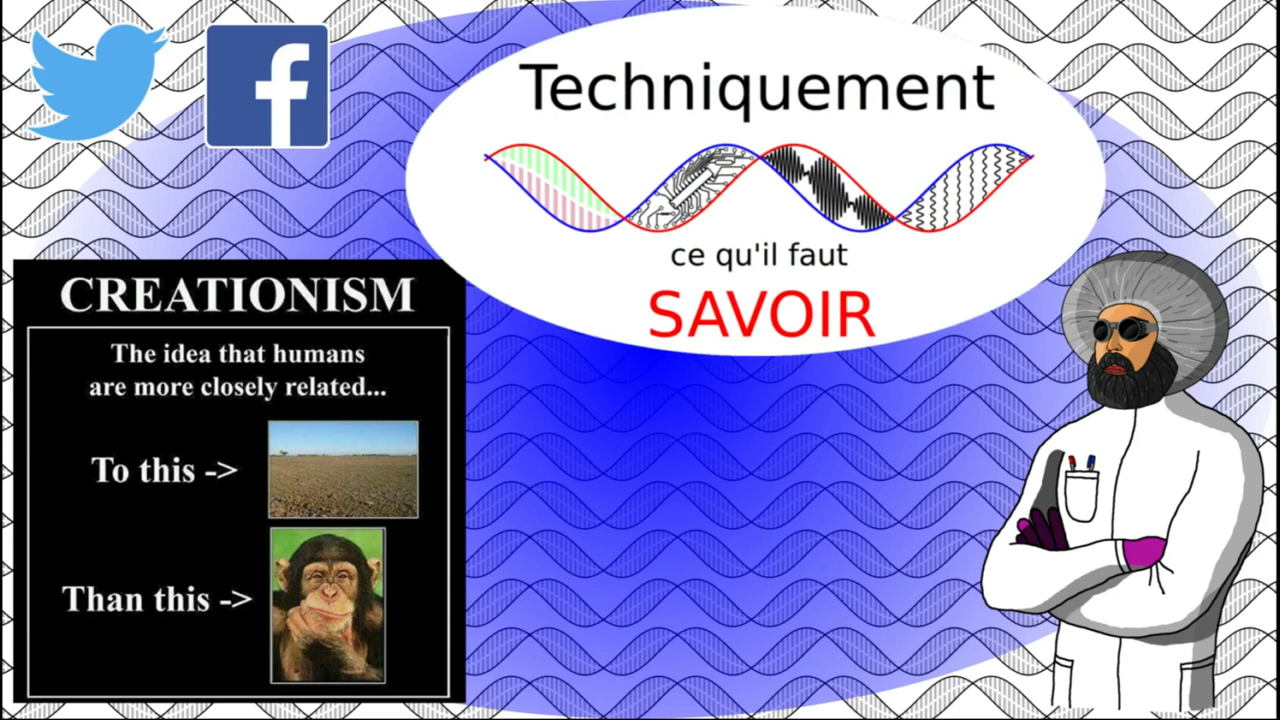 Techniquement
ce qu'il faut
SAVOIR
CREATIONISM
The idea that humans
are more closely related...
To this ->
Than this ->